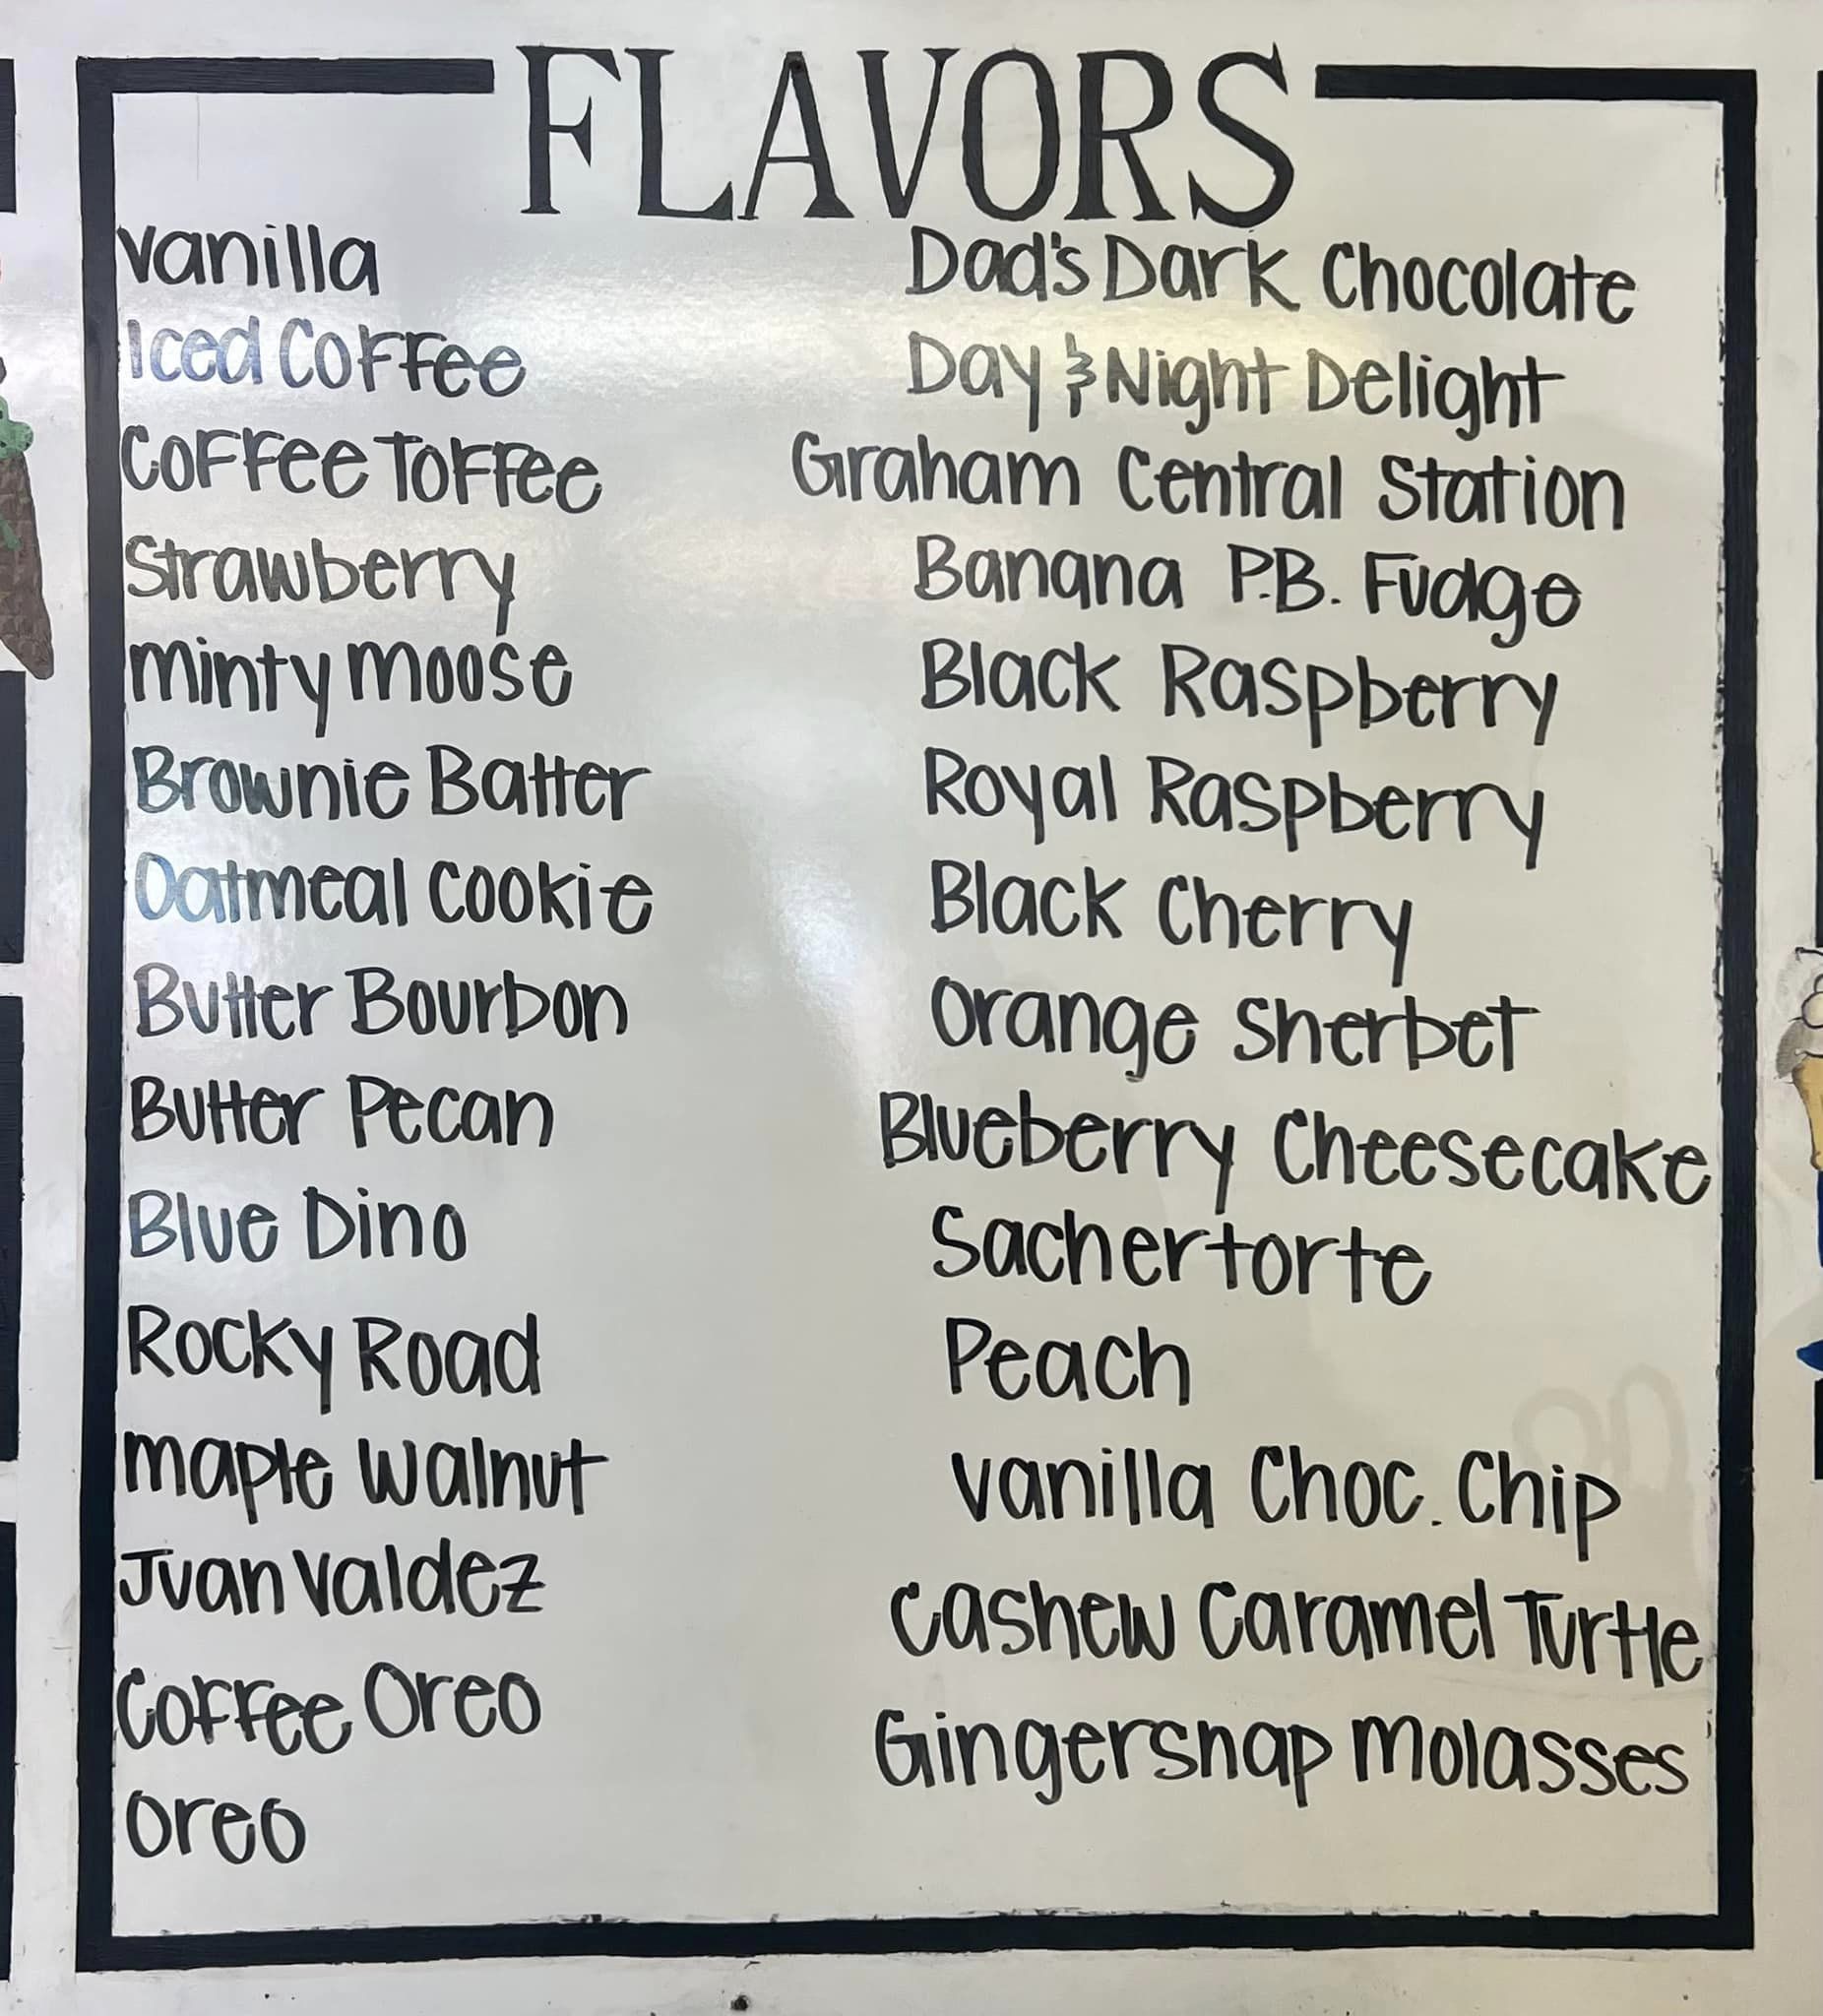 FLAVORS
Vanilla
Iced Coffee
Coffee Toffee
Strawberry
Minty Moose
Brownie Batter
Oatmeal Cookie
Butter Bourbon
Butter Pecan
Blue Dino
Rocky Road
Maple Walnut
Juan Valdez
Coffee Oreo
Oreo
Dad's Dark Chocolate
Day & Night Delight
Graham Central Station
Banana P.B. Fudge
Black Raspberry
Royal Raspberry
Black Cherry
Orange Sherbet
Blueberry Cheesecake
Sachertorte
Peach
Vanilla Choc. Chip
Cashew Caramel Turtle
Gingersnap Molasses